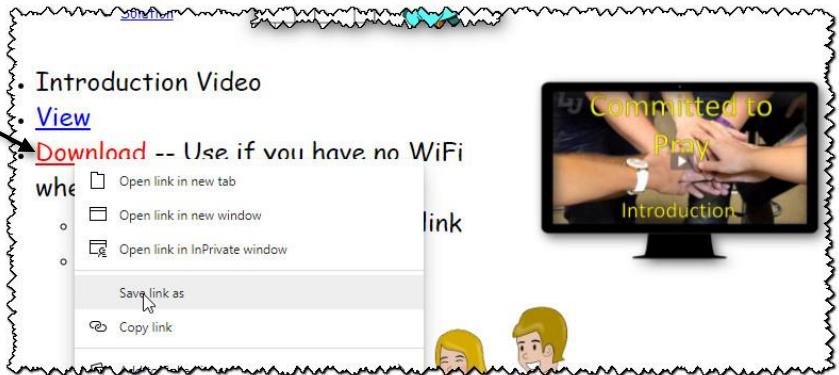 Solution
Introduction Video
View
Download -- Use if you have no WiFi
whe
Open link in new tab
Open link in new window
link
Open link in InPrivate window
Save link as
Copy link
Committed to
Pray
Introduction